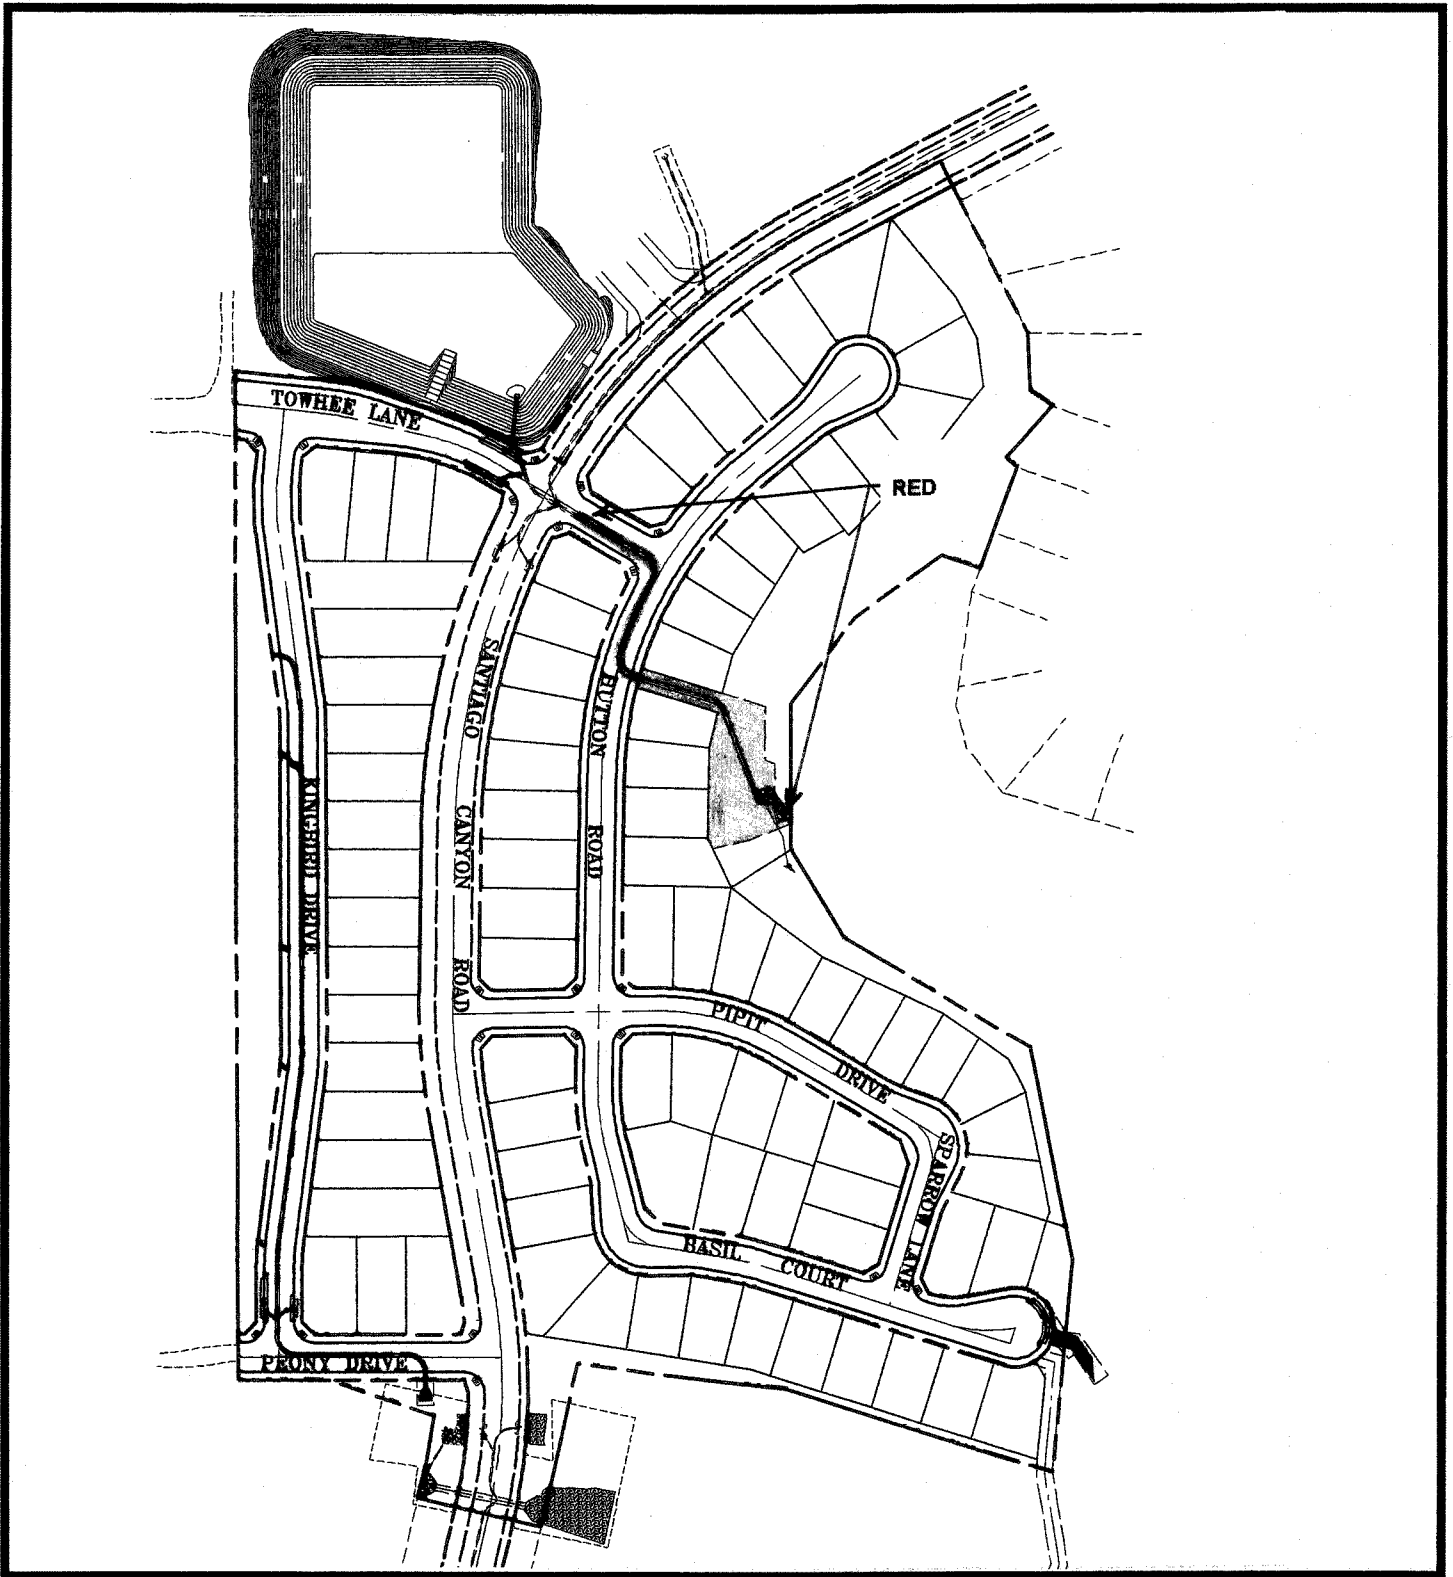 TOWHEE LANE
RED
SANTIAGO
HUTTON
KINGBIRD DRIVE
CANYON
ROAD
ROAD
PIPIT
DRIVE
SPARROW LANE
BASIL COURT
PEONY DRIVE